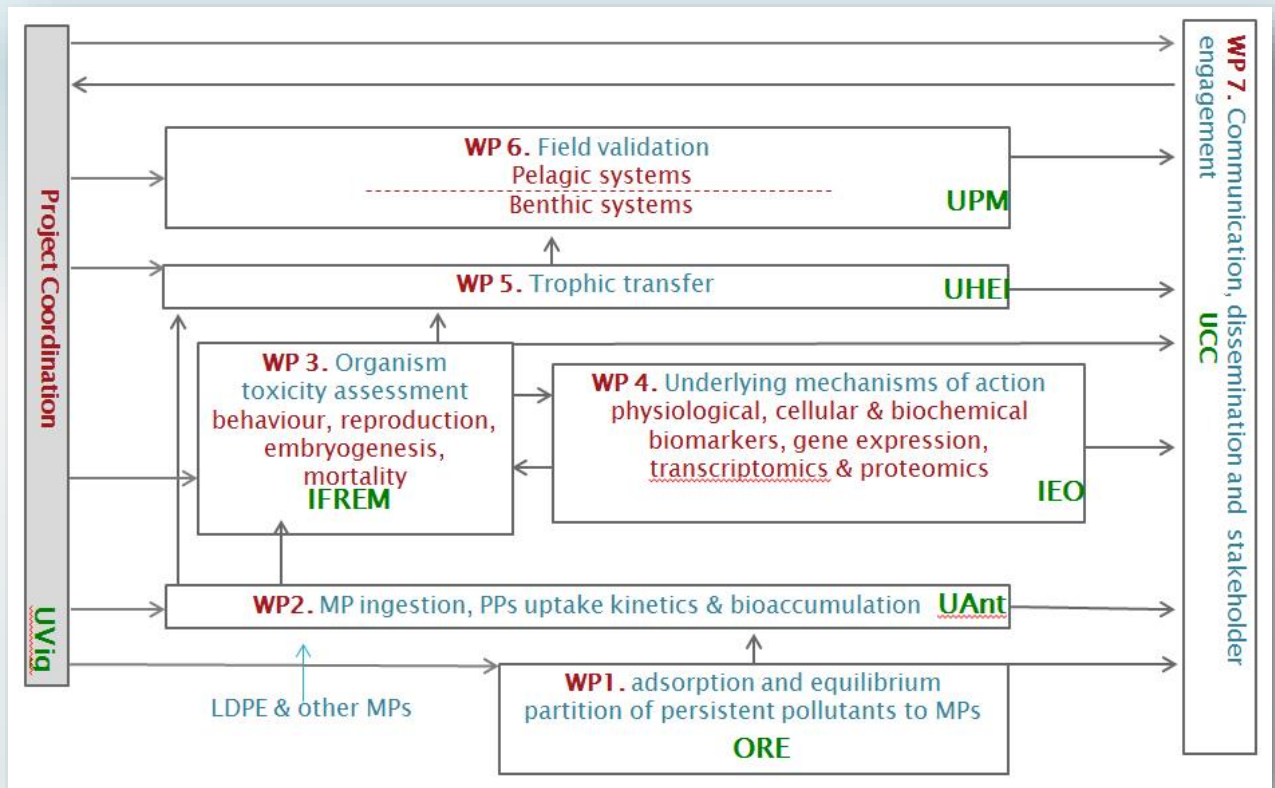 Project Coordination
UVig
WP 7. Communication, dissemination and stakeholder
engagement
UCC
WP 6. Field validation
Pelagic systems
Benthic systems
UPM
WP 5. Trophic transfer
UHEI
WP 3. Organism
toxicity assessment
behaviour, reproduction,
embryogenesis,
mortality
IFREM
WP 4. Underlying mechanisms of action
physiological, cellular & biochemical
biomarkers, gene expression,
transcriptomics & proteomics
IEO
WP2. MP ingestion, PPs uptake kinetics & bioaccumulation UAnt
LDPE & other MPs
WP1. adsorption and equilibrium
partition of persistent pollutants to MPs
ORE